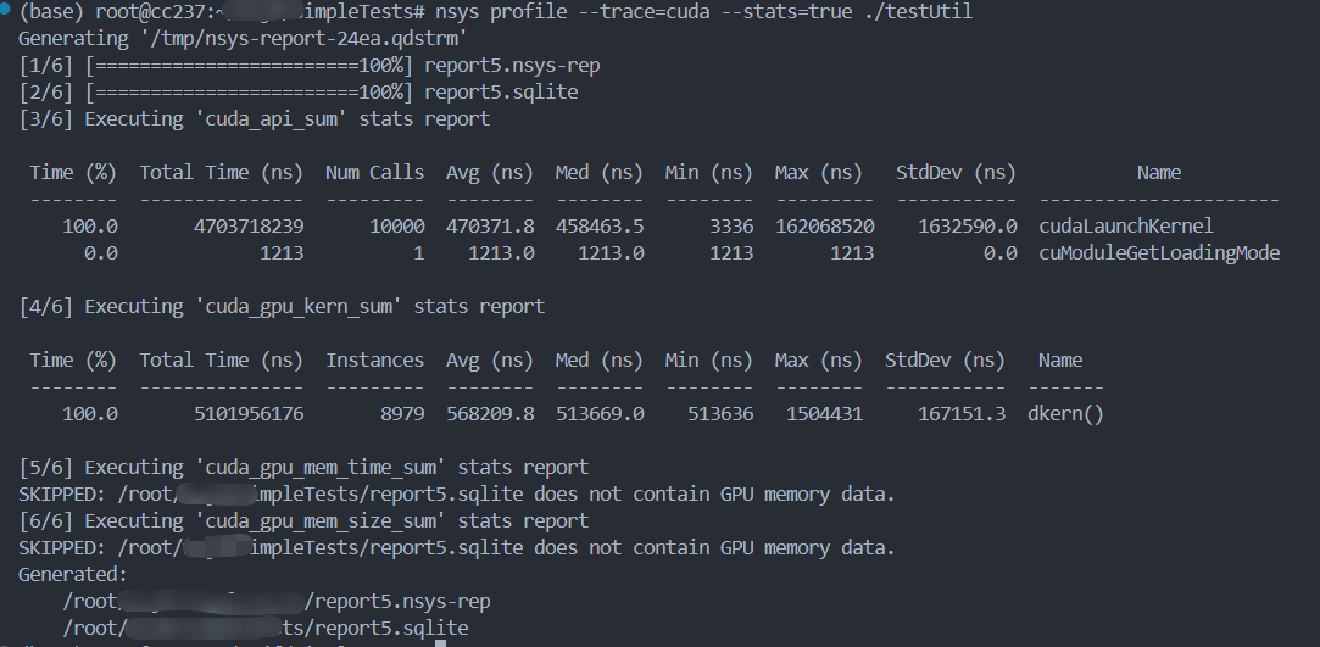 (base) root@cc237:~ impleTests# nsys profile --trace=cuda --stats=true ./testUtil
Generating '/tmp/nsys-report-24ea.qdstrm'
[1/6] [========================100%] report5.nsys-rep
[2/6] [========================100%] report5.sqlite
[3/6] Executing 'cuda_api_sum' stats report
Time (%) Total Time (ns) Num Calls Avg (ns) Med (ns) Min (ns) Max (ns) StdDev (ns) Name
-------- --------------- --------- -------- -------- -------- --------- ----------- ----------------------
100.0 4703718239 10000 470371.8 458463.5 3336 162068520 1632590.0 cudaLaunchKernel
0.0 1213 1 1213.0 1213.0 1213 1213 0.0 cuModuleGetLoadingMode
[4/6] Executing 'cuda_gpu_kern_sum' stats report
Time (%) Total Time (ns) Instances Avg (ns) Med (ns) Min (ns) Max (ns) StdDev (ns) Name
-------- --------------- --------- -------- -------- -------- -------- ----------- -------
100.0 5101956176 8979 568209.8 513669.0 513636 1504431 167151.3 dkern()
[5/6] Executing 'cuda_gpu_mem_time_sum' stats report
SKIPPED: /root/ impleTests/report5.sqlite does not contain GPU memory data.
[6/6] Executing 'cuda_gpu_mem_size_sum' stats report
SKIPPED: /root/ impleTests/report5.sqlite does not contain GPU memory data.
Generated:
/root/ /report5.nsys-rep
/root/ ts/report5.sqlite